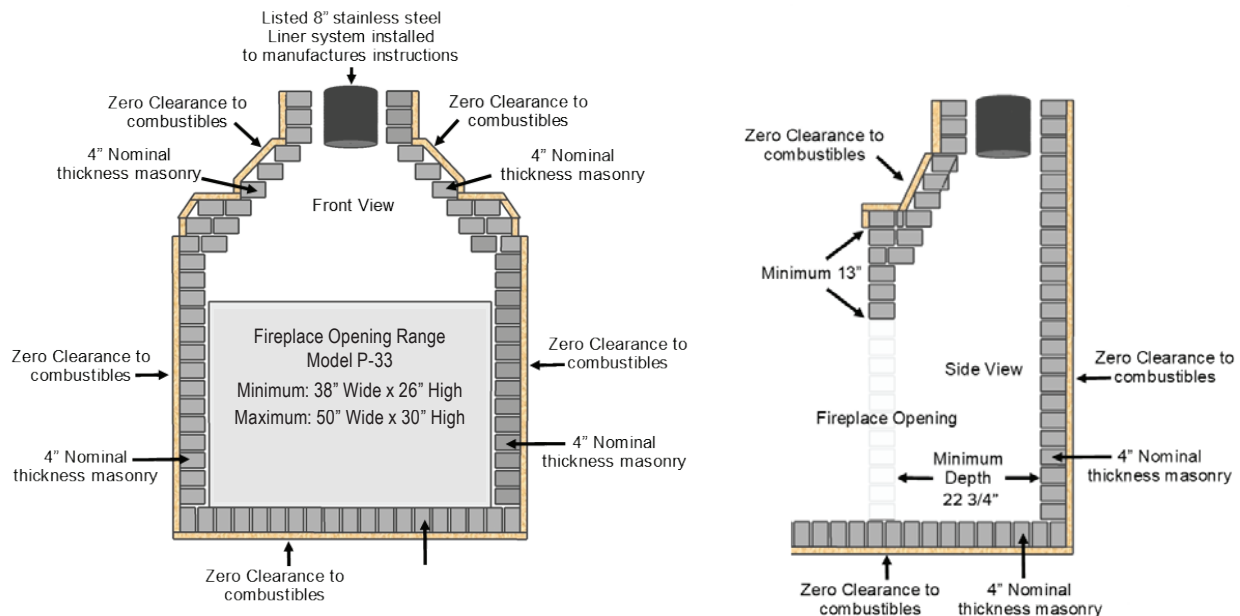 Listed 8” stainless steel
Liner system installed
to manufactures instructions
Zero Clearance to
combustibles
Zero Clearance to
combustibles
4” Nominal
thickness masonry
4” Nominal
thickness masonry
Front View
Fireplace Opening Range
Model P-33
Minimum: 38” Wide x 26” High
Maximum: 50” Wide x 30” High
Zero Clearance to
combustibles
Zero Clearance to
combustibles
4” Nominal
thickness masonry
4” Nominal
thickness masonry
Zero Clearance to
combustibles
Zero Clearance to
combustibles
Minimum 13”
Side View
Zero Clearance to
combustibles
Fireplace Opening
Minimum
Depth
22 3/4”
4” Nominal
thickness masonry
Zero Clearance to
combustibles
4” Nominal
thickness masonry